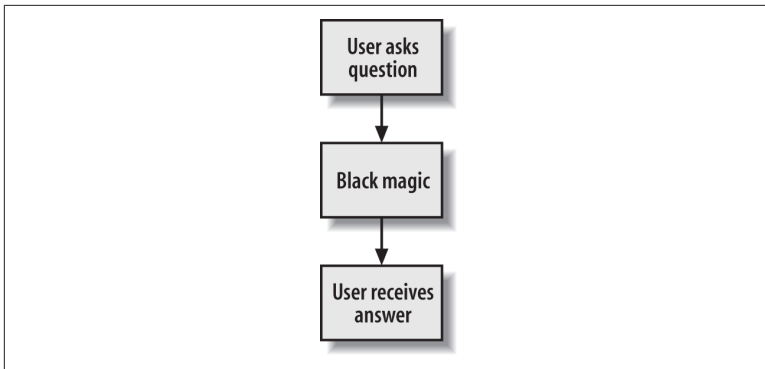 User asks
question
Black magic
User receives
answer